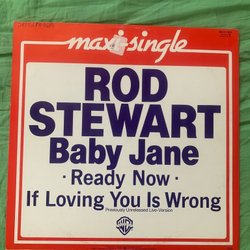 maxi-single
ROD
STEWART
Baby Jane
· Ready Now ·
If Loving You Is Wrong
Previously Unreleased Live-Version